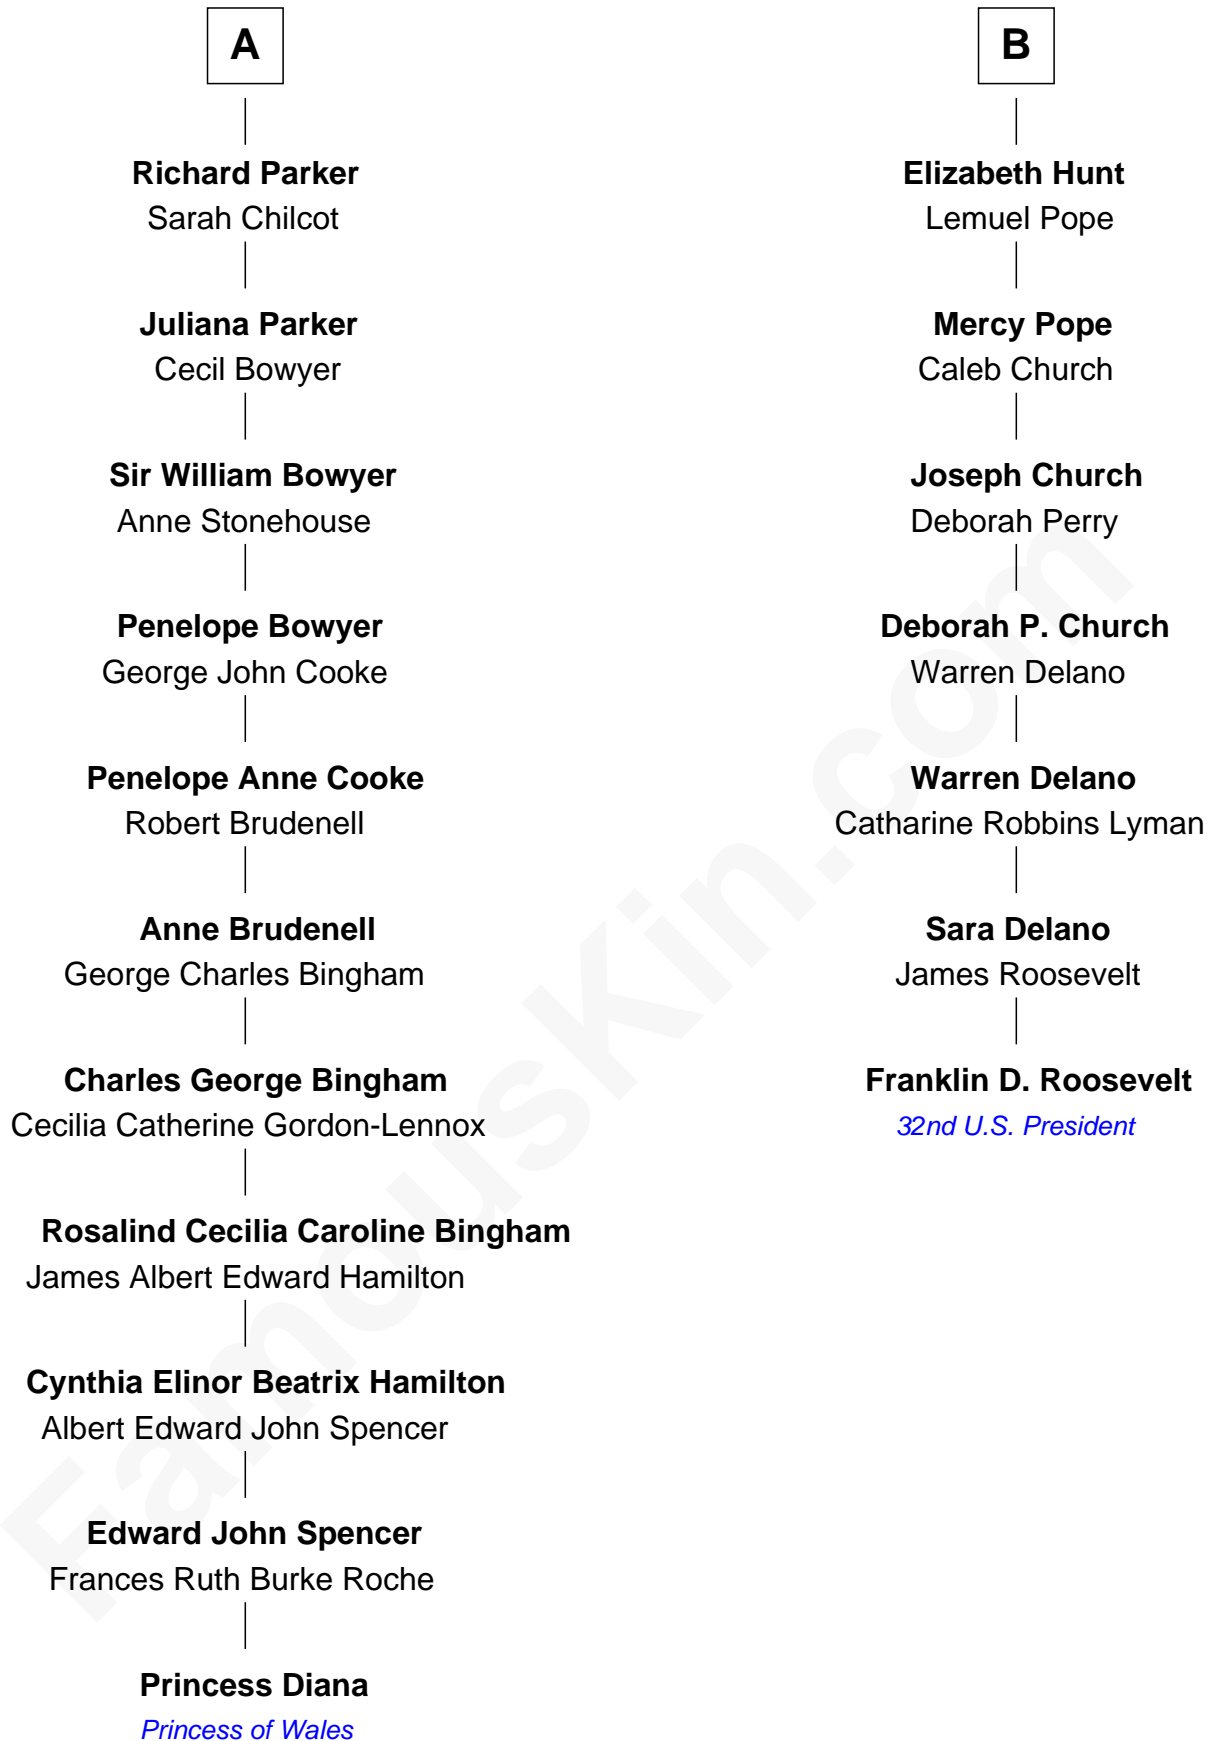 A
Richard Parker
Sarah Chilcot
Juliana Parker
Cecil Bowyer
Sir William Bowyer
Anne Stonehouse
Penelope Bowyer
George John Cooke
Penelope Anne Cooke
Robert Brudenell
Anne Brudenell
George Charles Bingham
Charles George Bingham
Cecilia Catherine Gordon-Lennox
Rosalind Cecilia Caroline Bingham
James Albert Edward Hamilton
Cynthia Elinor Beatrix Hamilton
Albert Edward John Spencer
Edward John Spencer
Frances Ruth Burke Roche
Princess Diana
Princess of Wales
B
Elizabeth Hunt
Lemuel Pope
Mercy Pope
Caleb Church
Joseph Church
Deborah Perry
Deborah P. Church
Warren Delano
Warren Delano
Catharine Robbins Lyman
Sara Delano
James Roosevelt
Franklin D. Roosevelt
32nd U.S. President
FamousKin.com